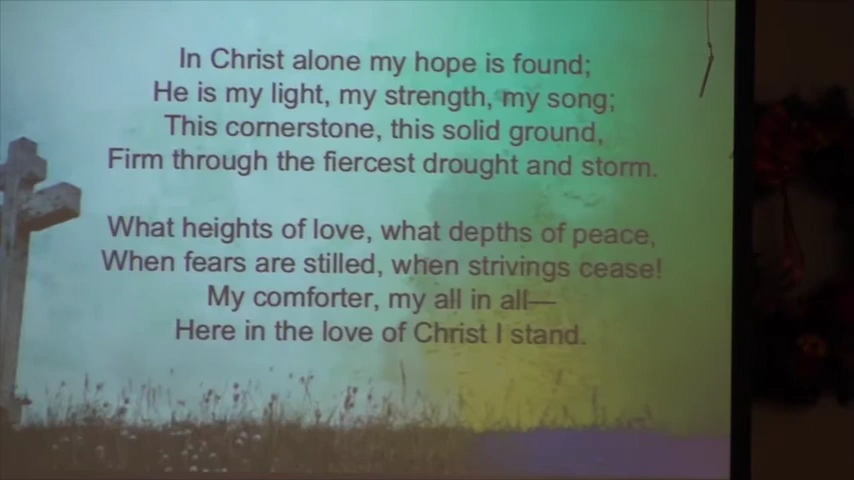 In Christ alone my hope is found;
He is my light, my strength, my song;
This cornerstone, this solid ground,
Firm through the fiercest drought and storm.
What heights of love, what depths of peace,
When fears are stilled, when strivings cease!
My comforter, my all in all—
Here in the love of Christ I stand.